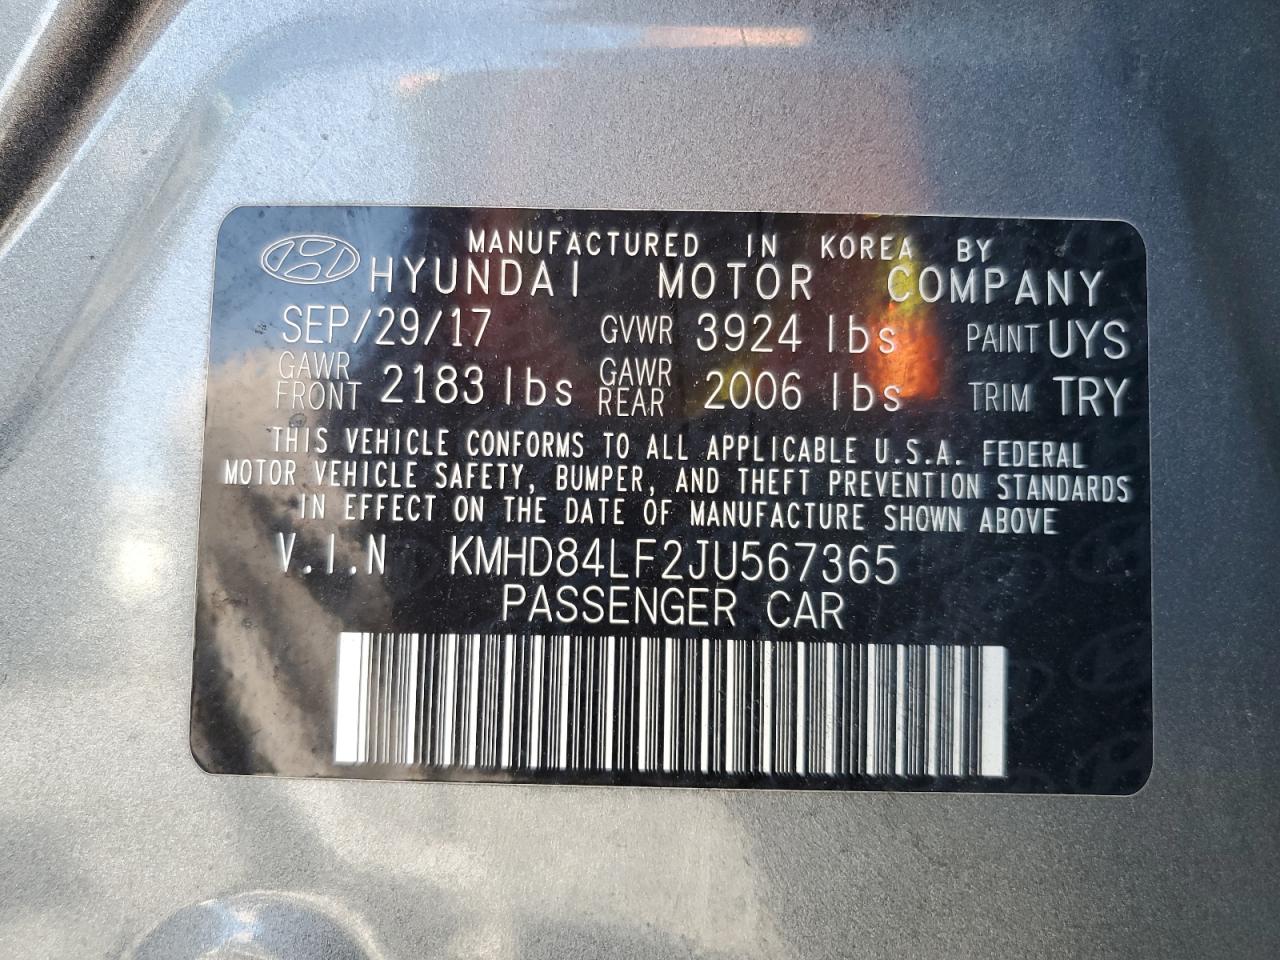 MANUFACTURED IN KOREA BY
HYUNDAI MOTOR COMPANY
SEP/29/17 GVWR 3924 lbs PAINT UYS
GAWR FRONT 2183 lbs GAWR REAR 2006 lbs TRIM TRY
THIS VEHICLE CONFORMS TO ALL APPLICABLE U.S.A. FEDERAL
MOTOR VEHICLE SAFETY, BUMPER, AND THEFT PREVENTION STANDARDS
IN EFFECT ON THE DATE OF MANUFACTURE SHOWN ABOVE
V.I.N KMHD84LF2JU567365
PASSENGER CAR